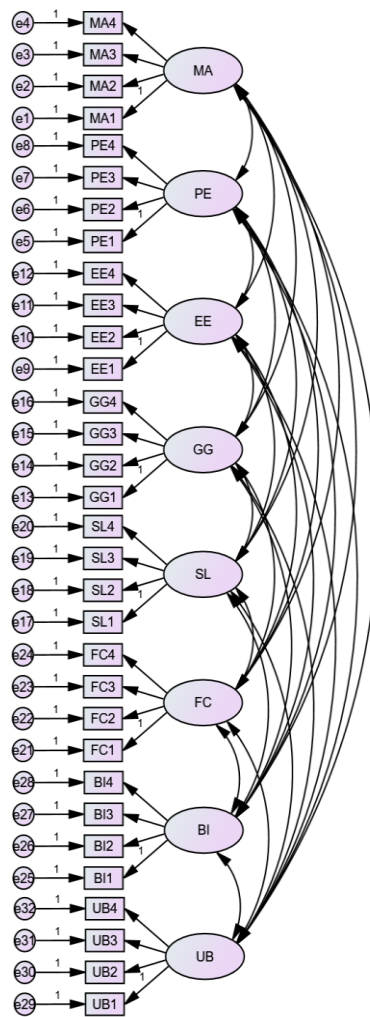 e4 1 MA4
e3 1 MA3
MA
e2 1 MA2
1
e1 1 MA1
e8 1 PE4
e7 1 PE3
PE
e6 1 PE2
1
e5 1 PE1
e12 1 EE4
e11 1 EE3
EE
e10 1 EE2
1
e9 1 EE1
e16 1 GG4
e15 1 GG3
GG
e14 1 GG2
1
e13 1 GG1
e20 1 SL4
e19 1 SL3
SL
e18 1 SL2
1
e17 1 SL1
e24 1 FC4
e23 1 FC3
FC
e22 1 FC2
1
e21 1 FC1
e28 1 BI4
e27 1 BI3
BI
e26 1 BI2
1
e25 1 BI1
e32 1 UB4
e31 1 UB3
UB
e30 1 UB2
1
e29 1 UB1